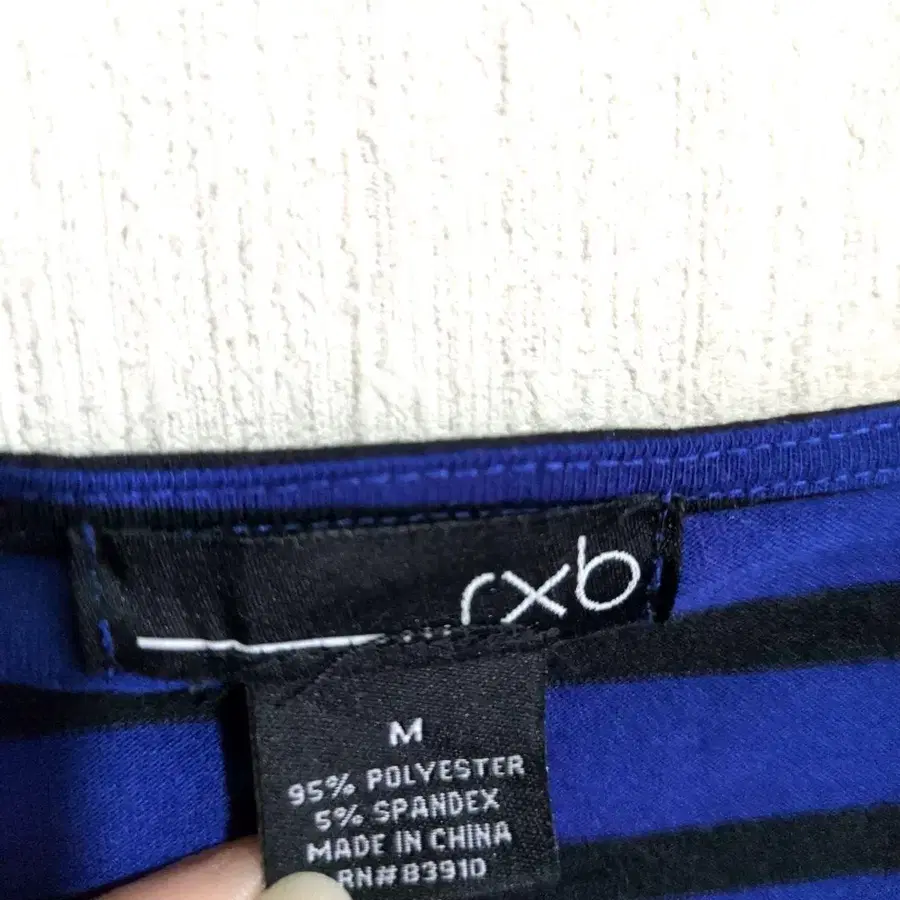 rxb
M
95% POLYESTER
5% SPANDEX
MADE IN CHINA
RN#83910